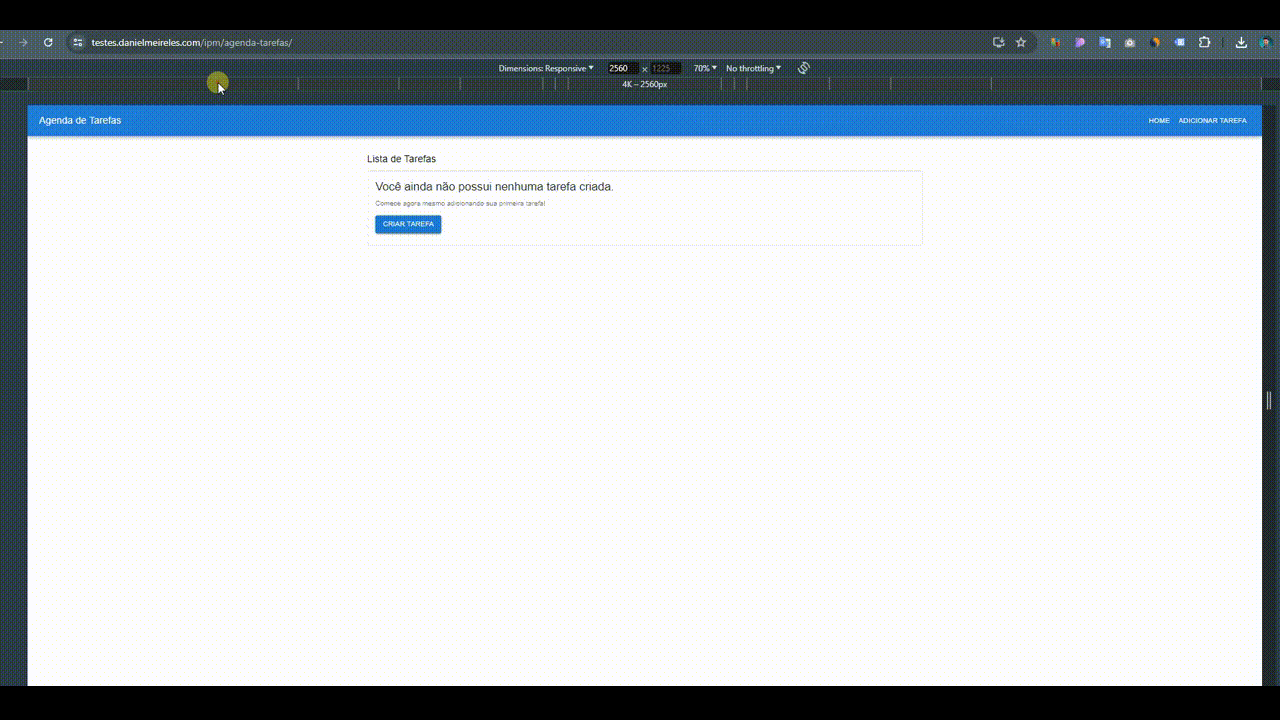 testes.danielmeireles.com/ipm/agenda-tarefas/
Dimensions: Responsive 2560 x 1225 70% No throttling
4K – 2560px
Agenda de Tarefas HOME ADICIONAR TAREFA
Lista de Tarefas
Você ainda não possui nenhuma tarefa criada.
Comece agora mesmo adicionando sua primeira tarefa!
CRIAR TAREFA